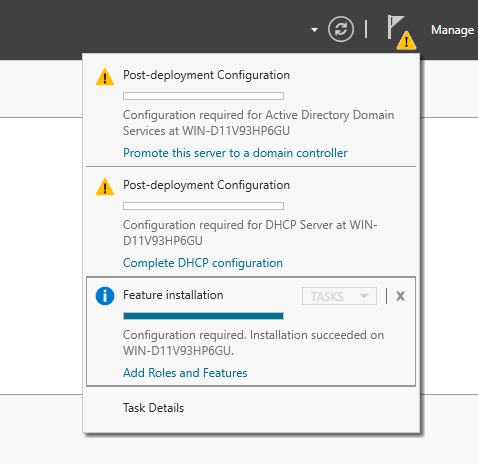 Manage
Post-deployment Configuration
Configuration required for Active Directory Domain
Services at WIN-D11V93HP6GU
Promote this server to a domain controller
Post-deployment Configuration
Configuration required for DHCP Server at WIN-
D11V93HP6GU
Complete DHCP configuration
Feature installation
TASKS
X
Configuration required. Installation succeeded on
WIN-D11V93HP6GU.
Add Roles and Features
Task Details